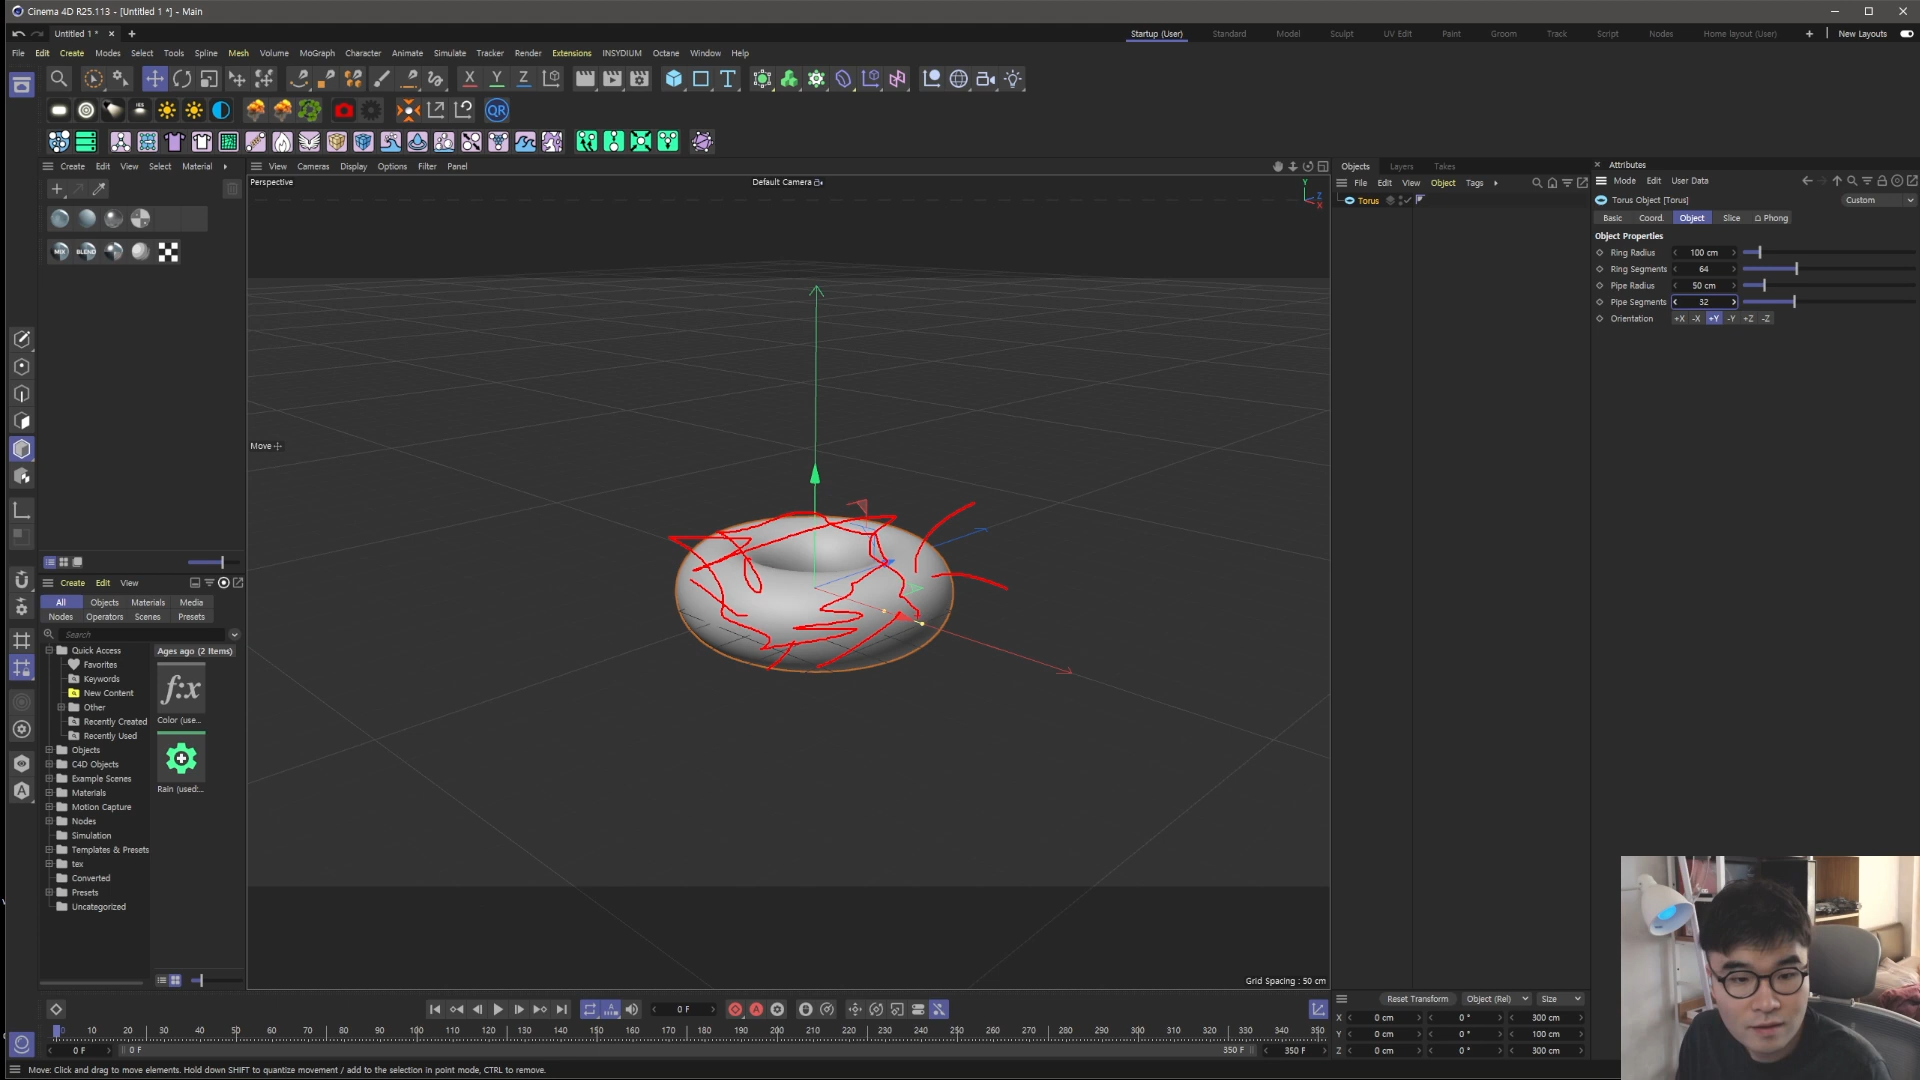 Cinema 4D R25.113 - [Untitled 1 *] - Main
Untitled 1 *
Startup (User) Standard Model Sculpt UV Edit Paint Groom Track Script Nodes Home layout (User) New Layouts
File Edit Create Modes Select Tools Spline Mesh Volume MoGraph Character Animate Simulate Tracker Render Extensions INSYDIUM Octane Window Help
X Y Z
QR
Create Edit View Select Material
View Cameras Display Options Filter Panel
Perspective
Default Camera
Y
Z
X
MIX BLEND
Move
Grid Spacing : 50 cm
Create Edit View
All Objects Materials Media
Nodes Operators Scenes Presets
Search
Quick Access
Favorites
Keywords
New Content
Other
Recently Created
Recently Used
Objects
C4D Objects
Example Scenes
Materials
Motion Capture
Nodes
Simulation
Templates & Presets
tex
Converted
Presets
Uncategorized
Ages ago (2 Items)
f:x
Color (use...
Rain (used:...
Objects Layers Takes
File Edit View Object Tags
Torus
Attributes
Mode Edit User Data
Torus Object [Torus]
Custom
Basic Coord. Object Slice Phong
Object Properties
Ring Radius 100 cm
Ring Segments 64
Pipe Radius 50 cm
Pipe Segments 32
Orientation +X -X +Y -Y +Z -Z
0 F
0 10 20 30 40 50 60 70 80 90 100 110 120 130 140 150 160 170 180 190 200 210 220 230 240 250 260 270 280 290 300 310 320 330 340 350
0 F 0 F 350 F 350 F
Reset Transform Object (Rel) Size
X 0 cm 0 ° 300 cm
Y 0 cm 0 ° 100 cm
Z 0 cm 0 ° 300 cm
Move: Click and drag to move elements. Hold down SHIFT to quantize movement / add to the selection in point mode, CTRL to remove.